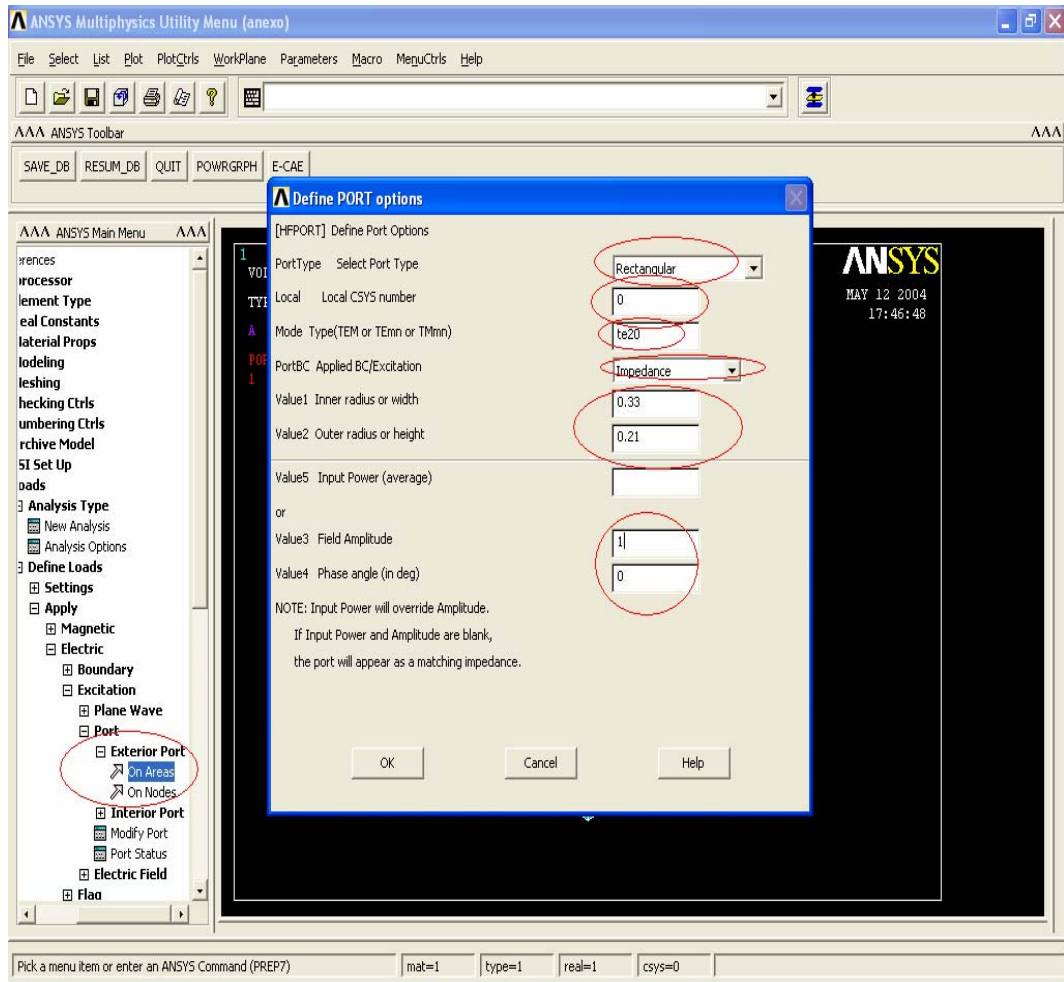 ANSYS Multiphysics Utility Menu (anexo)
File Select List Plot PlotCtrls WorkPlane Parameters Macro MenuCtrls Help
ANSYS Toolbar
SAVE_DB RESUM_DB QUIT POWRGRPH E-CAE
ANSYS Main Menu
erences
rocessor
lement Type
eal Constants
laterial Props
lodeling
leshing
hecking Ctrls
umbering Ctrls
rchive Model
SI Set Up
oads
Analysis Type
New Analysis
Analysis Options
Define Loads
Settings
Apply
Magnetic
Electric
Boundary
Excitation
Plane Wave
Port
Exterior Port
On Areas
On Nodes
Interior Port
Modify Port
Port Status
Electric Field
Flag
1
VOL
TYP
A
POR
1
ANSYS
MAY 12 2004
17:46:48
Define PORT options
[HFPORT] Define Port Options
PortType Select Port Type Rectangular
Local Local CSYS number 0
Mode Type(TEM or TEmn or TMmn) te20
PortBC Applied BC/Excitation Impedance
Value1 Inner radius or width 0.33
Value2 Outer radius or height 0.21
Value5 Input Power (average)
or
Value3 Field Amplitude 1
Value4 Phase angle (in deg) 0
NOTE: Input Power will override Amplitude.
If Input Power and Amplitude are blank,
the port will appear as a matching impedance.
OK Cancel Help
Pick a menu item or enter an ANSYS Command (PREP7) mat=1 type=1 real=1 csys=0